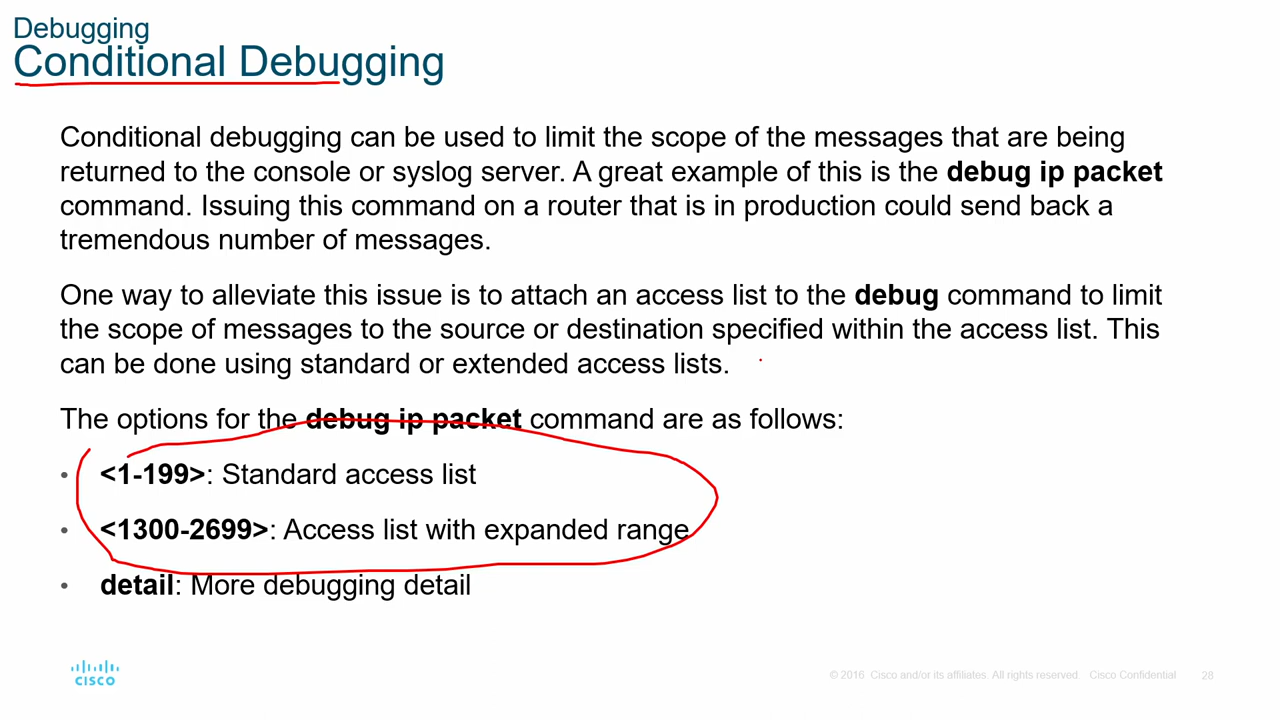 Debugging
Conditional Debugging
Conditional debugging can be used to limit the scope of the messages that are being
returned to the console or syslog server. A great example of this is the debug ip packet
command. Issuing this command on a router that is in production could send back a
tremendous number of messages.
One way to alleviate this issue is to attach an access list to the debug command to limit
the scope of messages to the source or destination specified within the access list. This
can be done using standard or extended access lists.
The options for the debug ip packet command are as follows:
• <1-199>: Standard access list
• <1300-2699>: Access list with expanded range
• detail: More debugging detail
CISCO
© 2016 Cisco and/or its affiliates. All rights reserved. Cisco Confidential 28